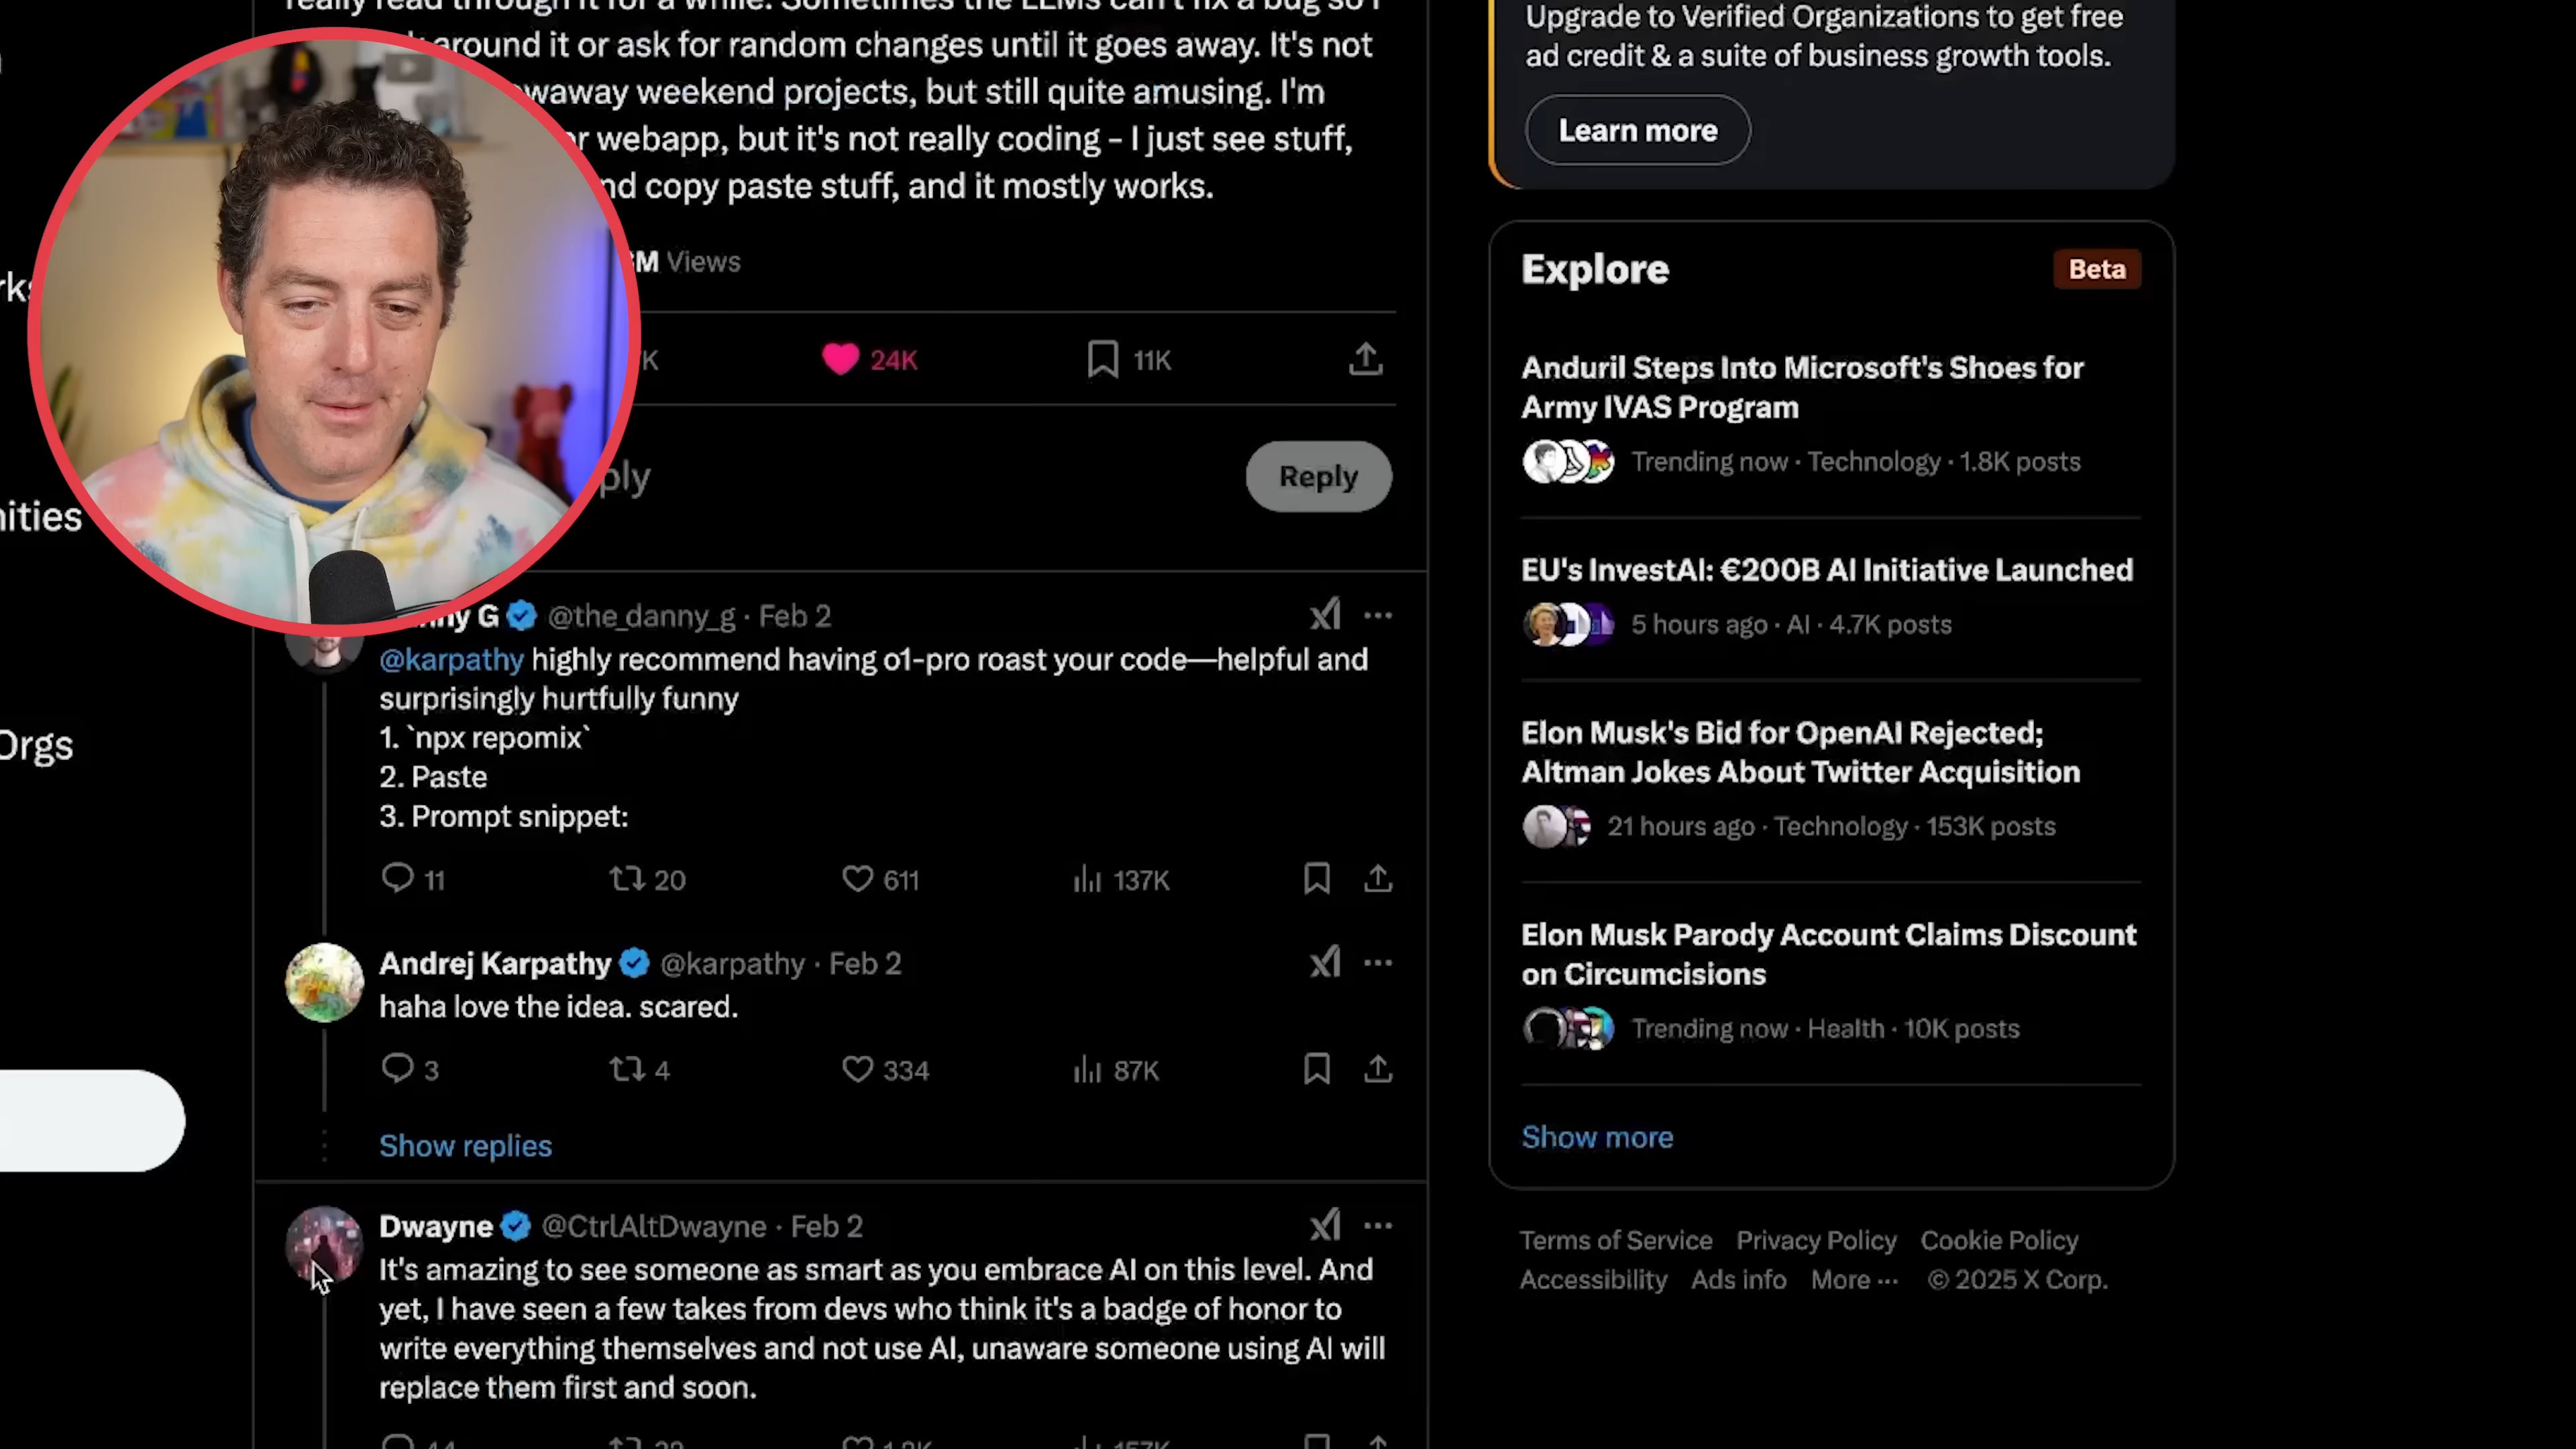 really read through it for a while. Sometimes the LLMs can't fix a bug so I
around it or ask for random changes until it goes away. It's not
waway weekend projects, but still quite amusing. I'm
or webapp, but it's not really coding - I just see stuff,
nd copy paste stuff, and it mostly works.
M Views
K
24K
11K
ply
Reply
ny G @the_danny_g · Feb 2
@karpathy highly recommend having o1-pro roast your code—helpful and
surprisingly hurtfully funny
1. `npx repomix`
2. Paste
3. Prompt snippet:
11 20 611 137K
Andrej Karpathy @karpathy · Feb 2
haha love the idea. scared.
3 4 334 87K
Show replies
Dwayne @CtrlAltDwayne · Feb 2
It's amazing to see someone as smart as you embrace AI on this level. And
yet, I have seen a few takes from devs who think it's a badge of honor to
write everything themselves and not use AI, unaware someone using AI will
replace them first and soon.
nities
Orgs
Upgrade to Verified Organizations to get free
ad credit & a suite of business growth tools.
Learn more
Explore
Beta
Anduril Steps Into Microsoft's Shoes for
Army IVAS Program
Trending now · Technology · 1.8K posts
EU's InvestAI: €200B AI Initiative Launched
5 hours ago · AI · 4.7K posts
Elon Musk's Bid for OpenAI Rejected;
Altman Jokes About Twitter Acquisition
21 hours ago · Technology · 153K posts
Elon Musk Parody Account Claims Discount
on Circumcisions
Trending now · Health · 10K posts
Show more
Terms of Service Privacy Policy Cookie Policy
Accessibility Ads info More ··· © 2025 X Corp.